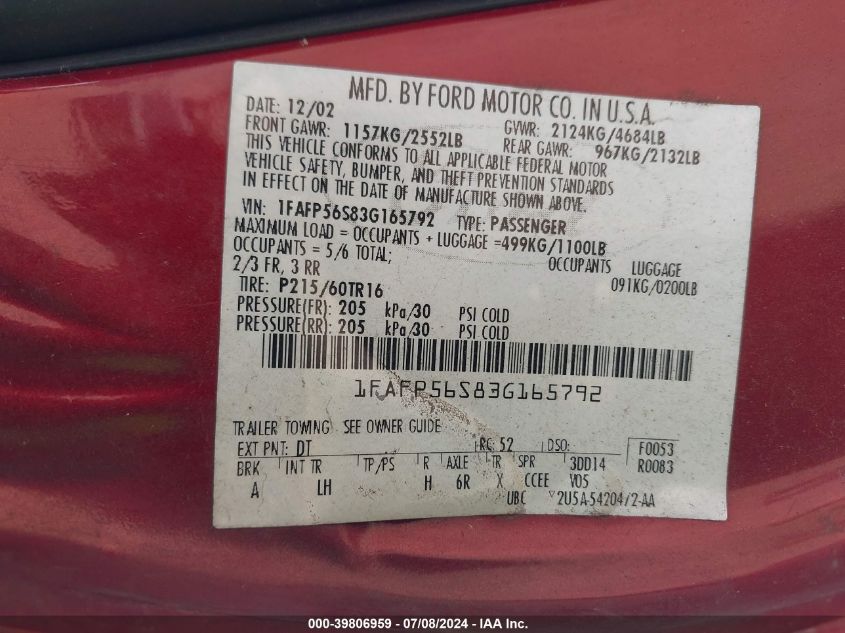 MFD. BY FORD MOTOR CO. IN U.S.A.
DATE: 12/02 GVWR: 2124KG/4684LB
FRONT GAWR: 1157KG/2552LB REAR GAWR: 967KG/2132LB
THIS VEHICLE CONFORMS TO ALL APPLICABLE FEDERAL MOTOR
VEHICLE SAFETY, BUMPER, AND THEFT PREVENTION STANDARDS
IN EFFECT ON THE DATE OF MANUFACTURE SHOWN ABOVE.
VIN: 1FAFP56S83G165792 TYPE: PASSENGER
MAXIMUM LOAD = OCCUPANTS + LUGGAGE =499KG/1100LB
OCCUPANTS = 5/6 TOTAL; OCCUPANTS LUGGAGE
2/3 FR, 3 RR 091KG/0200LB
TIRE: P215/60TR16
PRESSURE(FR): 205 kPa/30 PSI COLD
PRESSURE(RR): 205 kPa/30 PSI COLD
1FAFP56S83G165792
TRAILER TOWING SEE OWNER GUIDE
EXT PNT: DT RC: 52 DSO: F0053
BRK INT TR TP/PS R AXLE TR SPR 3DD14 R0083
A LH H 6R X CCEE V05
UBC 2U5A-54204/2-AA
000-39806959 - 07/08/2024 - IAA Inc.